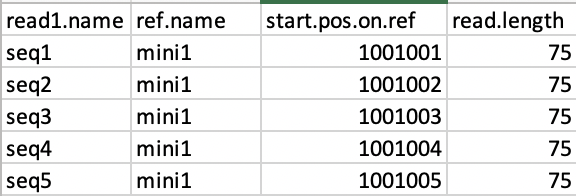 read1.name ref.name start.pos.on.ref read.length
seq1 mini1 1001001 75
seq2 mini1 1001002 75
seq3 mini1 1001003 75
seq4 mini1 1001004 75
seq5 mini1 1001005 75